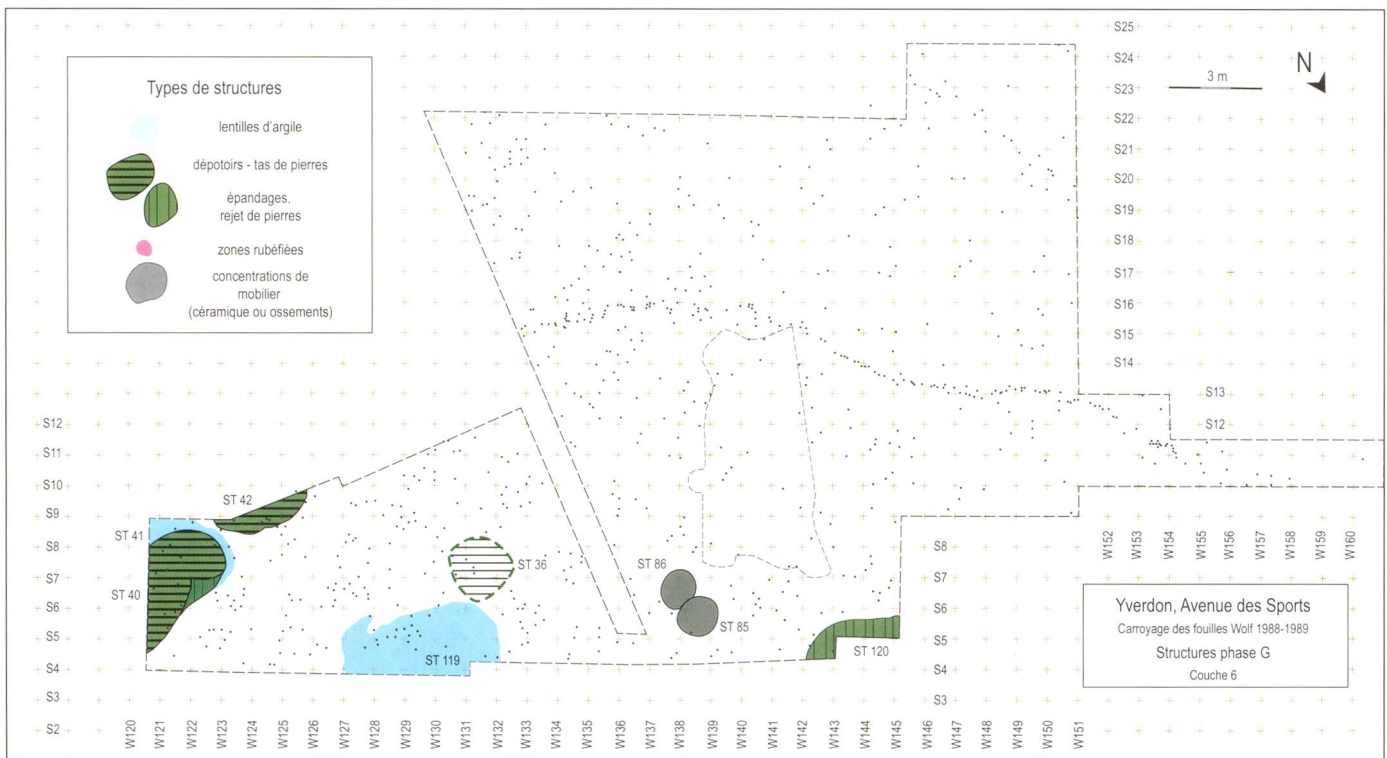 Types de structures
lentilles d'argile
dépotoirs - tas de pierres
épandages,
rejet de pierres
zones rubéfiées
concentrations de
mobilier
(céramique ou ossements)
S25
S24
S23
S22
S21
S20
S19
S18
S17
S16
S15
S14
S13
S12
3 m
N
S12
S11
S10
S9
S8
S7
S6
S5
S4
S3
S2
ST 42
ST 41
ST 40
ST 36
ST 119
ST 86
ST 85
ST 120
S8
S7
S6
S5
S4
S3
W120
W121
W122
W123
W124
W125
W126
W127
W128
W129
W130
W131
W132
W133
W134
W135
W136
W137
W138
W139
W140
W141
W142
W143
W144
W145
W146
W147
W148
W149
W150
W151
W152
W153
W154
W155
W156
W157
W158
W159
W160
Yverdon, Avenue des Sports
Carroyage des fouilles Wolf 1988-1989
Structures phase G
Couche 6